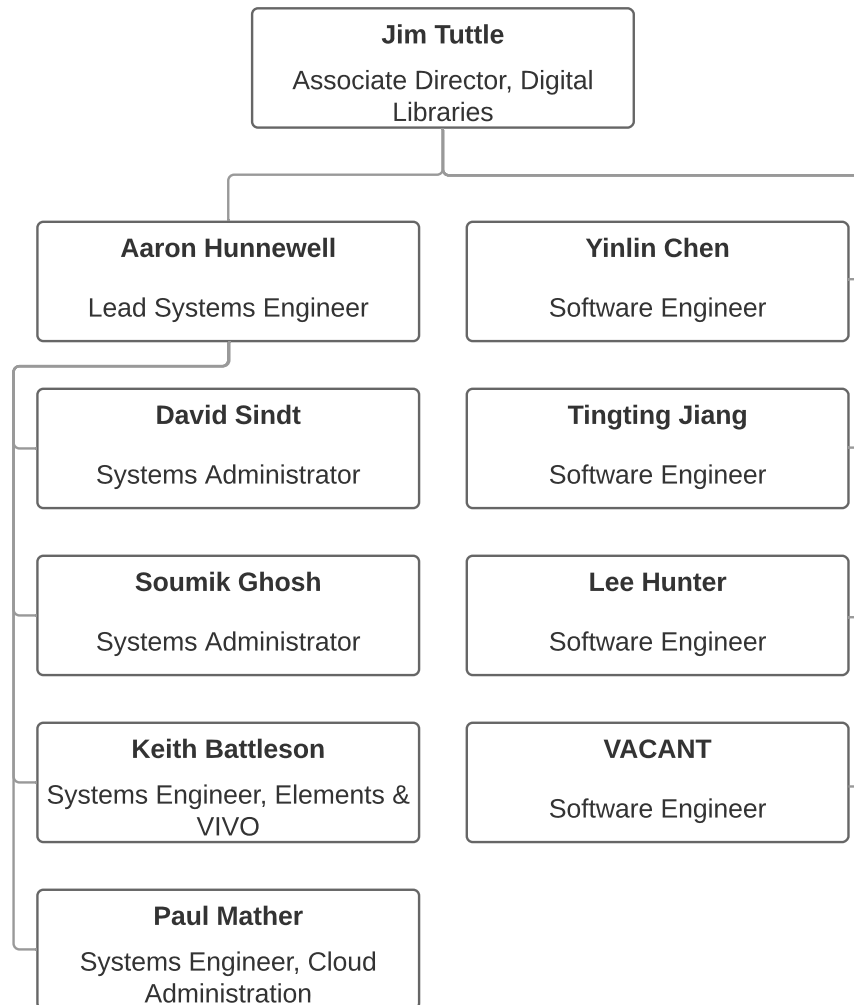 Jim Tuttle
Associate Director, Digital
Libraries
Aaron Hunnewell
Lead Systems Engineer
Yinlin Chen
Software Engineer
David Sindt
Systems Administrator
Tingting Jiang
Software Engineer
Soumik Ghosh
Systems Administrator
Lee Hunter
Software Engineer
Keith Battleson
Systems Engineer, Elements &
VIVO
VACANT
Software Engineer
Paul Mather
Systems Engineer, Cloud
Administration